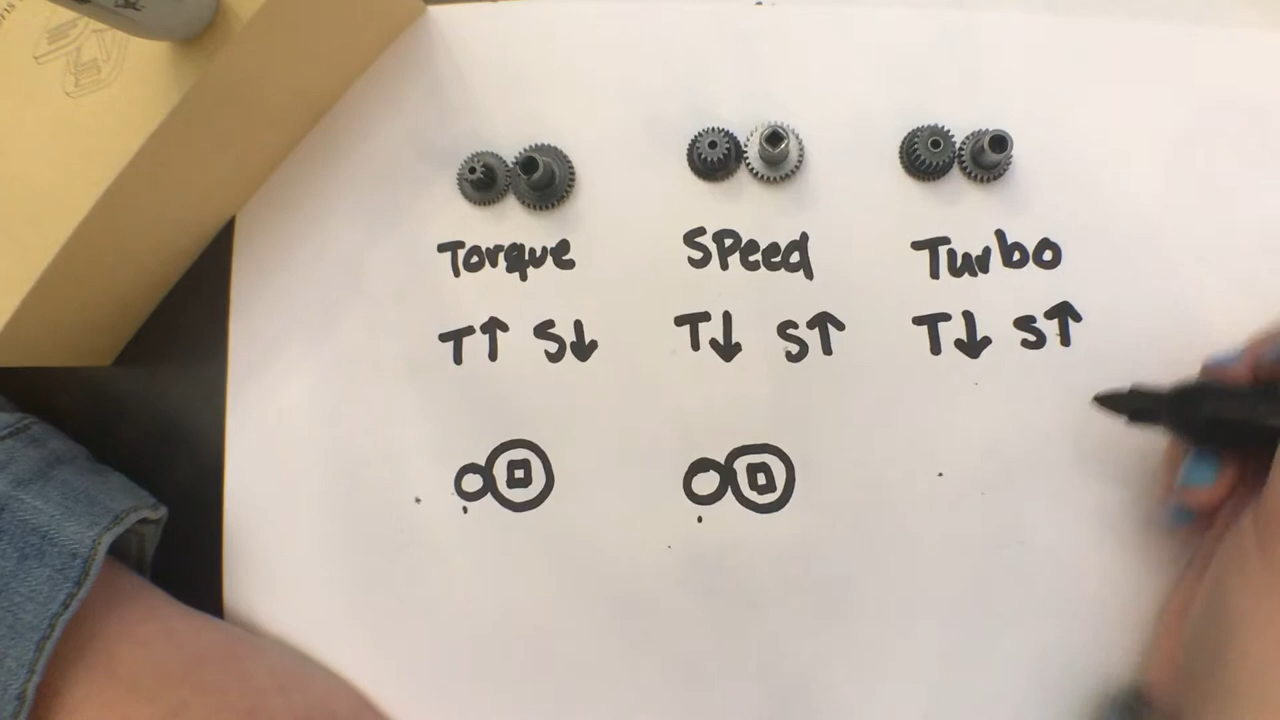 Torque SPeed Turbo
T↑ S↓ T↓ S↑ T↓ S↑